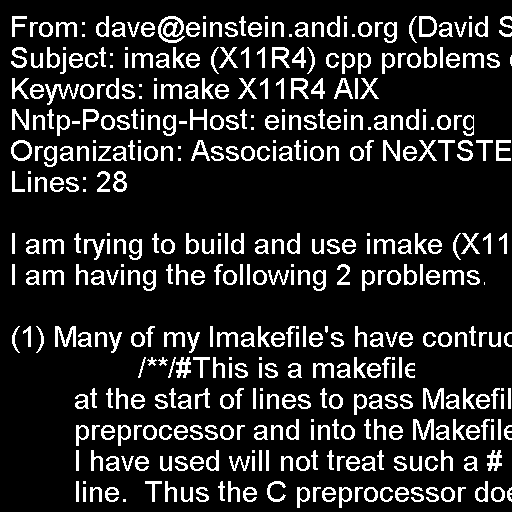 From: dave@einstein.andi.org (David S
Subject: imake (X11R4) cpp problems
Keywords: imake X11R4 AIX
Nntp-Posting-Host: einstein.andi.org
Organization: Association of NeXTSTE
Lines: 28
I am trying to build and use imake (X11
I am having the following 2 problems.
(1) Many of my Imakefile's have contruc
/**/#This is a makefile
at the start of lines to pass Makefil
preprocessor and into the Makefile
I have used will not treat such a #
line.  Thus the C preprocessor doe